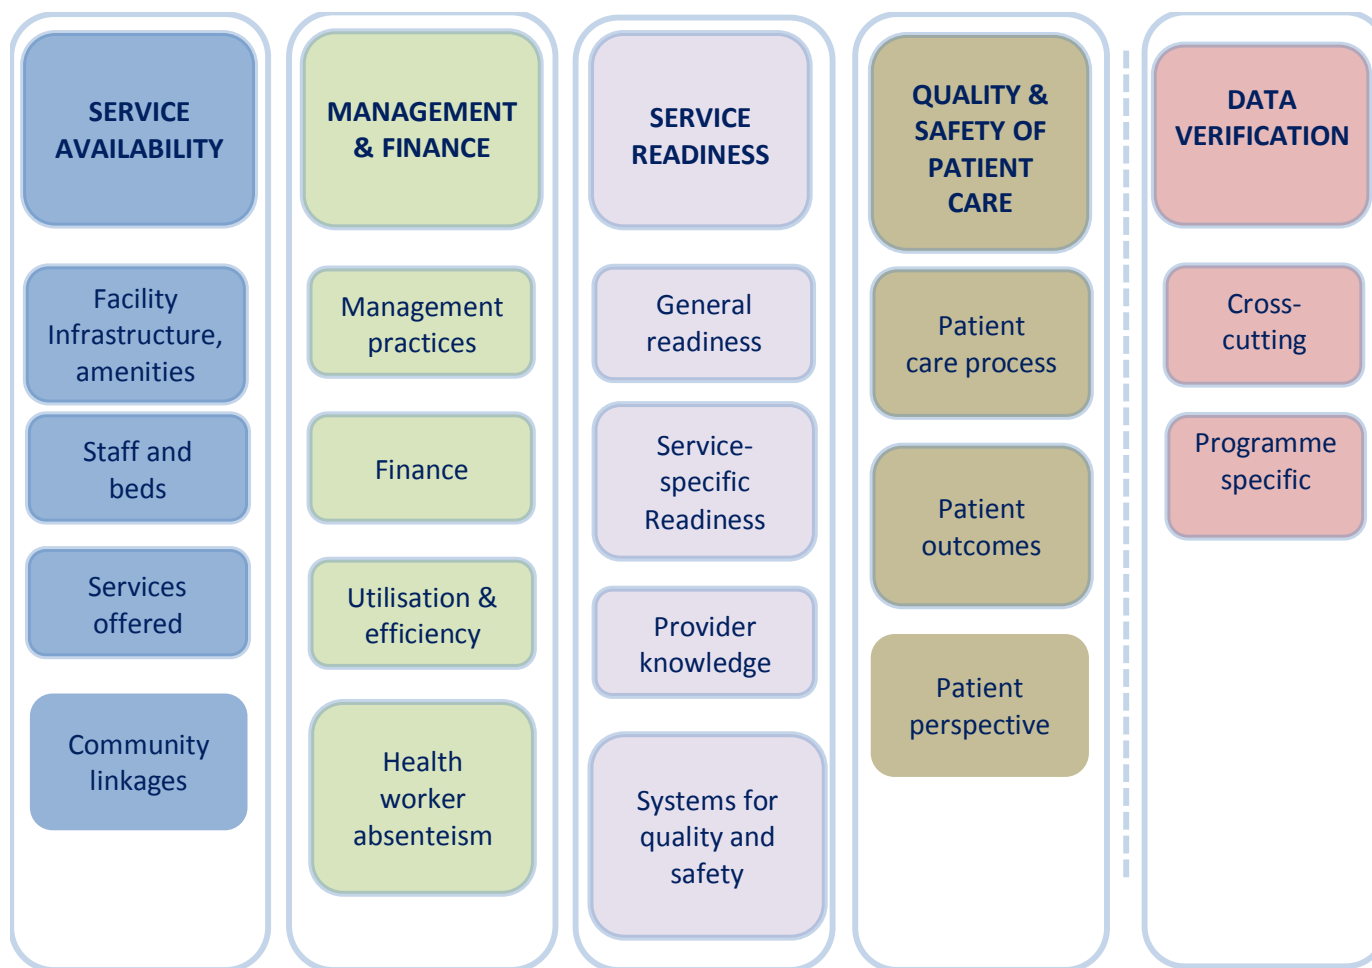 SERVICE
AVAILABILITY
Facility
Infrastructure,
amenities
Staff and
beds
Services
offered
Community
linkages
MANAGEMENT
& FINANCE
Management
practices
Finance
Utilisation &
efficiency
Health
worker
absenteism
SERVICE
READINESS
General
readiness
Service-
specific
Readiness
Provider
knowledge
Systems for
quality and
safety
QUALITY &
SAFETY OF
PATIENT
CARE
Patient
care process
Patient
outcomes
Patient
perspective
DATA
VERIFICATION
Cross-
cutting
Programme
specific